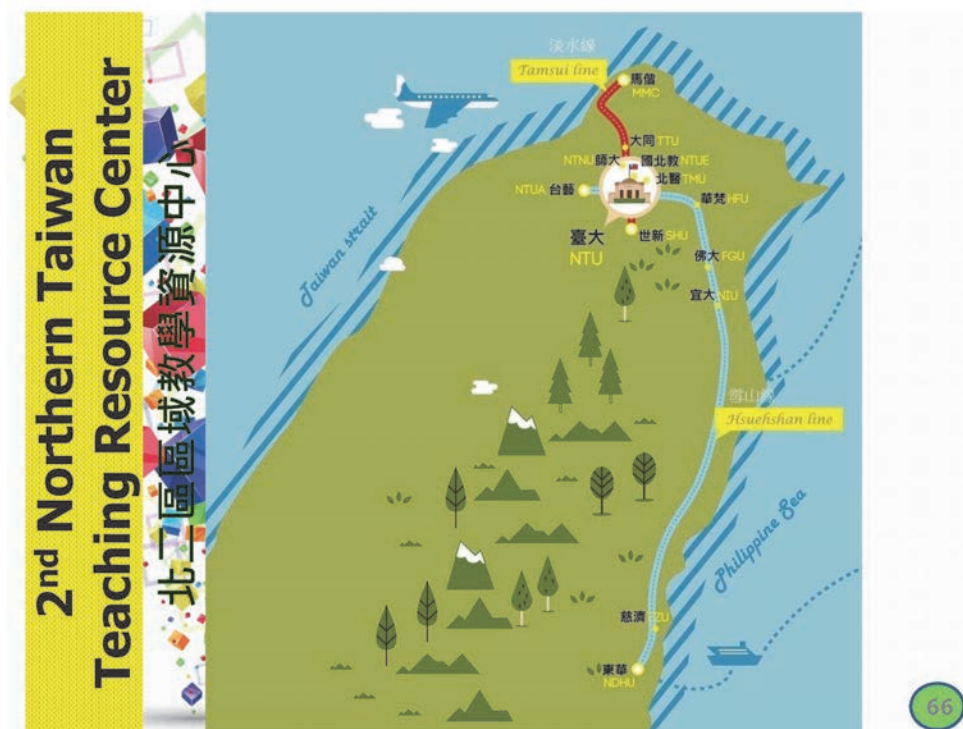 2nd Northern Taiwan
Teaching Resource Center
北二區區域教學資源中心
淡水線
Tamsui line
馬偕
MMC
大同 TTU
NTNU 師大
國北教 NTUE
北醫 TMU
NTUA 台藝
華梵 HFU
臺大
NTU
世新 SHU
佛大 FGU
宜大 NIU
Taiwan strait
Hsuehshan line
Philippine Sea
慈濟
東華
NDHU
66